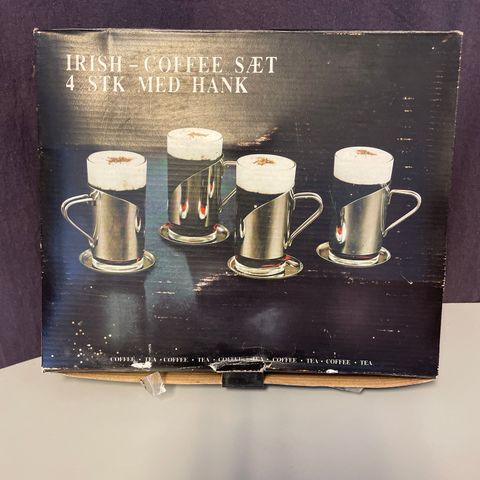 IRISH – COFFEE SÆT
4 STK MED HANK
COFFEE • TEA • COFFEE • TEA • COFFEE • TEA • COFFEE • TEA • COFFEE • TEA